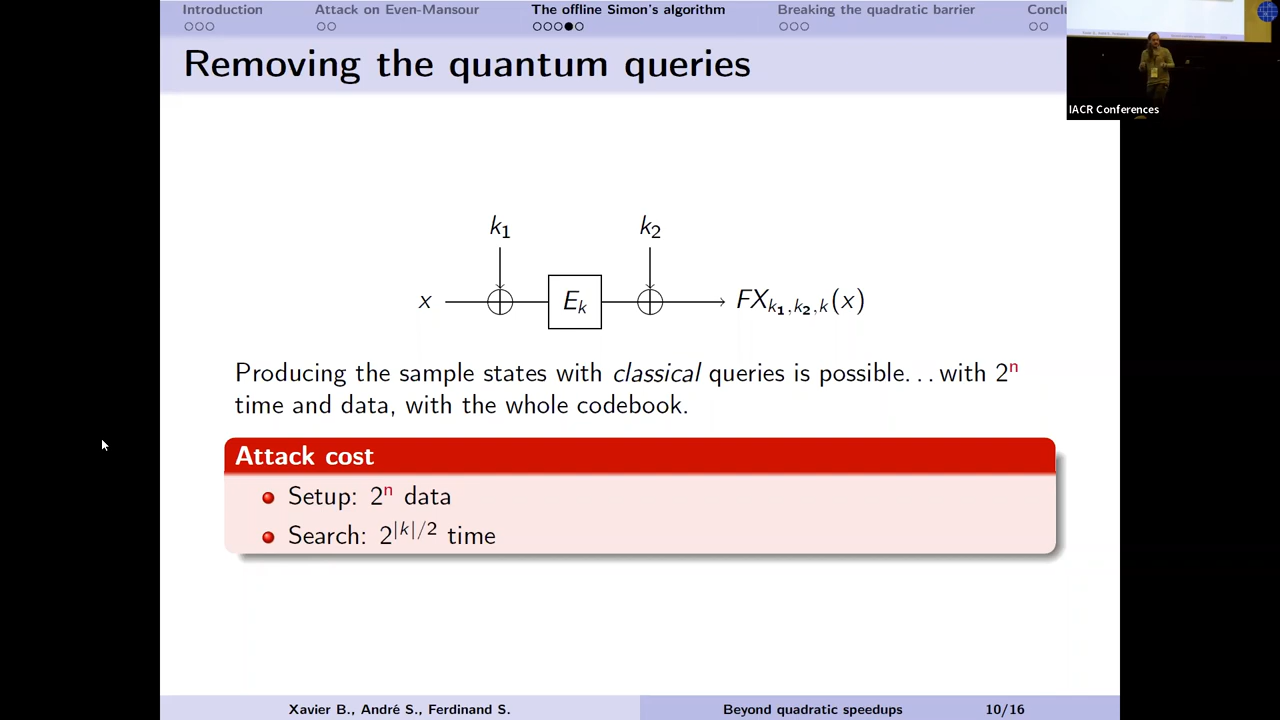 Introduction Attack on Even-Mansour The offline Simon's algorithm Breaking the quadratic barrier Conclu
Removing the quantum queries
IACR Conferences
k1 k2
x Ek FXk1,k2,k(x)
Producing the sample states with classical queries is possible...with 2^n
time and data, with the whole codebook.
Attack cost
Setup: 2^n data
Search: 2^|k|/2 time
Xavier B., André S., Ferdinand S. Beyond quadratic speedups 10/16